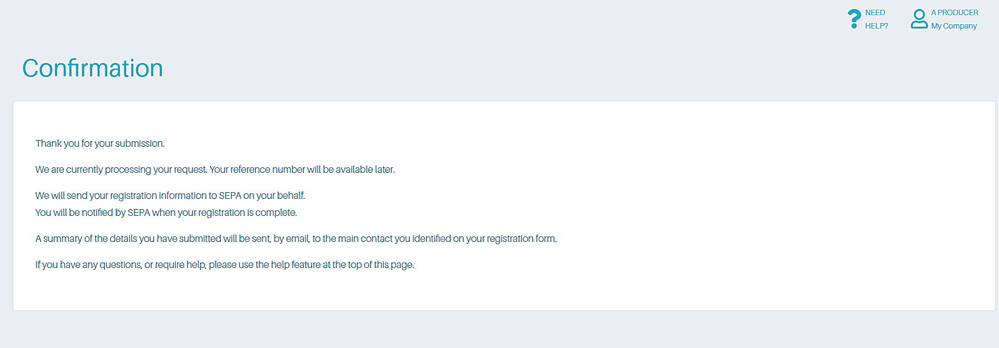 NEED
HELP?
A PRODUCER
My Company
Confirmation
Thank you for your submission.
We are currently processing your request. Your reference number will be available later.
We will send your registration information to SEPA on your behalf.
You will be notified by SEPA when your registration is complete.
A summary of the details you have submitted will be sent, by email, to the main contact you identified on your registration form.
If you have any questions, or require help, please use the help feature at the top of this page.